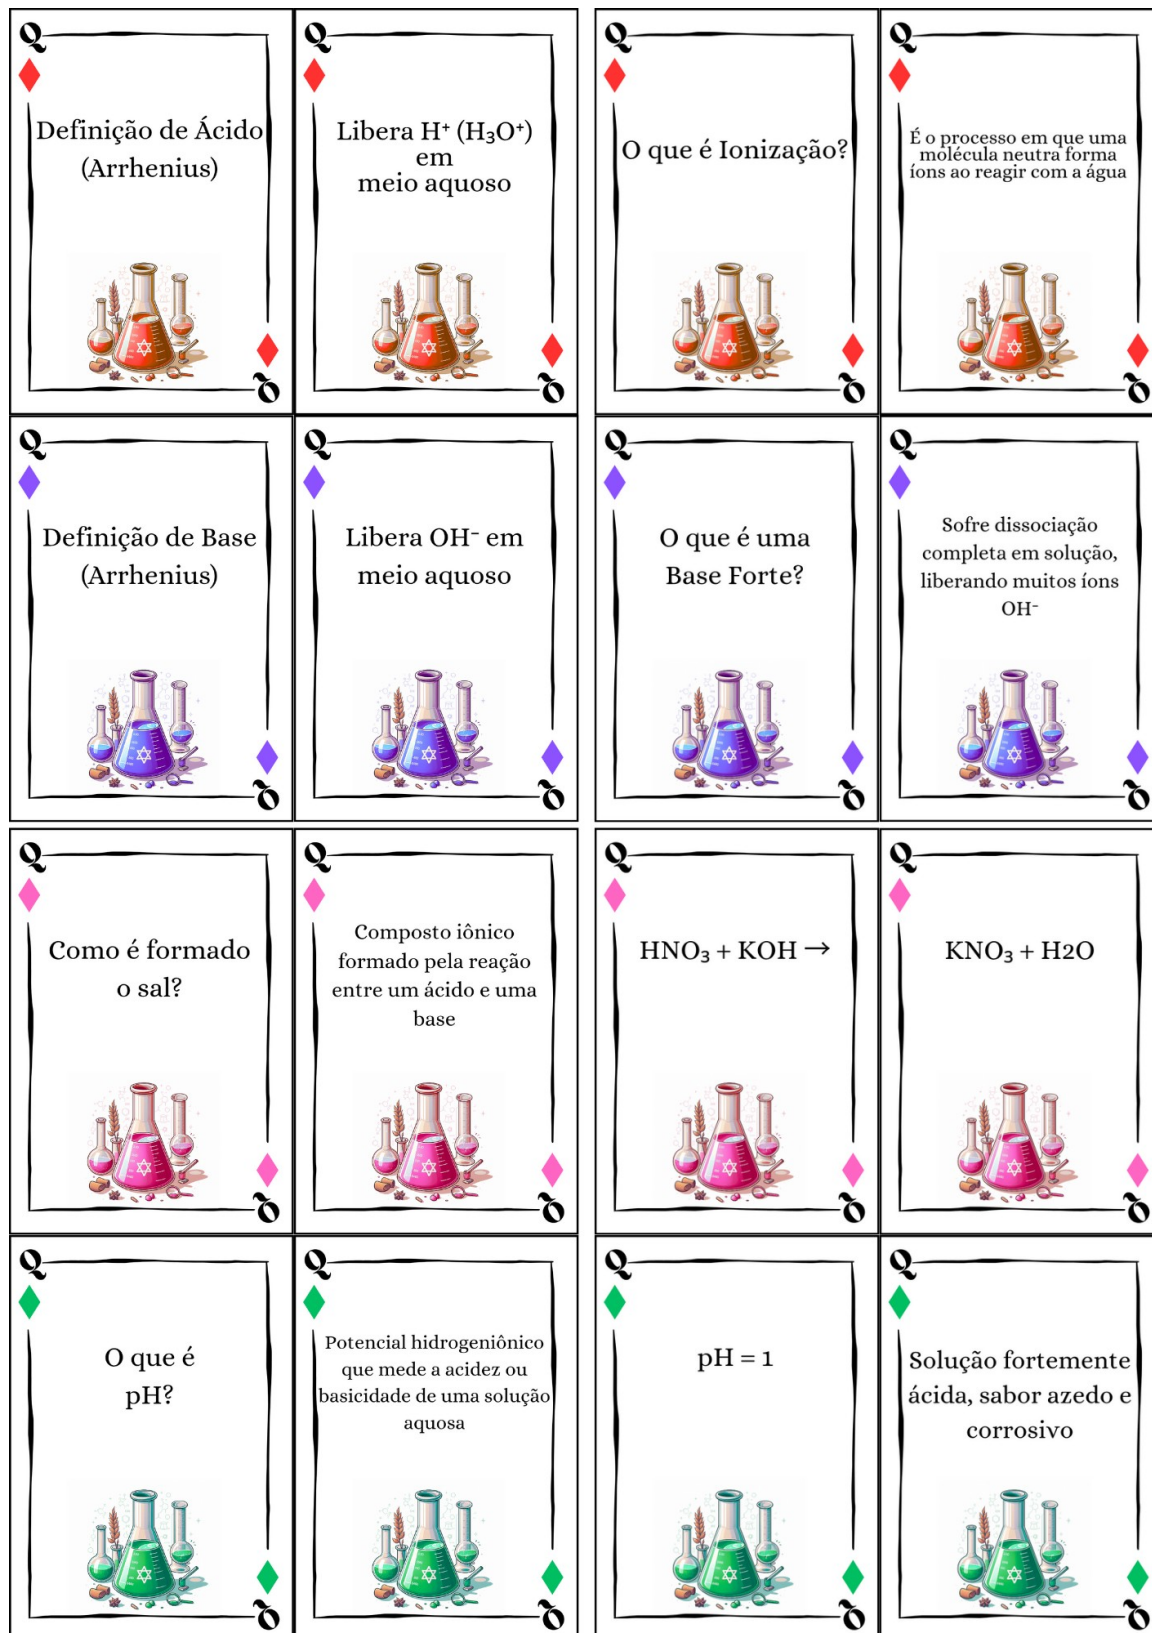 Q
Definição de Ácido
(Arrhenius)
Q
Q
Libera H⁺ (H₃O⁺)
em
meio aquoso
Q
Q
O que é Ionização?
Q
Q
É o processo em que uma
molécula neutra forma
íons ao reagir com a água
Q
Q
Definição de Base
(Arrhenius)
Q
Q
Libera OH⁻ em
meio aquoso
Q
Q
O que é uma
Base Forte?
Q
Q
Sofre dissociação
completa em solução,
liberando muitos íons
OH⁻
Q
Q
Como é formado
o sal?
Q
Q
Composto iônico
formado pela reação
entre um ácido e uma
base
Q
Q
HNO₃ + KOH →
Q
Q
KNO₃ + H2O
Q
Q
O que é
pH?
Q
Q
Potencial hidrogeniônico
que mede a acidez ou
basicidade de uma solução
aquosa
Q
Q
pH = 1
Q
Q
Solução fortemente
ácida, sabor azedo e
corrosivo
Q